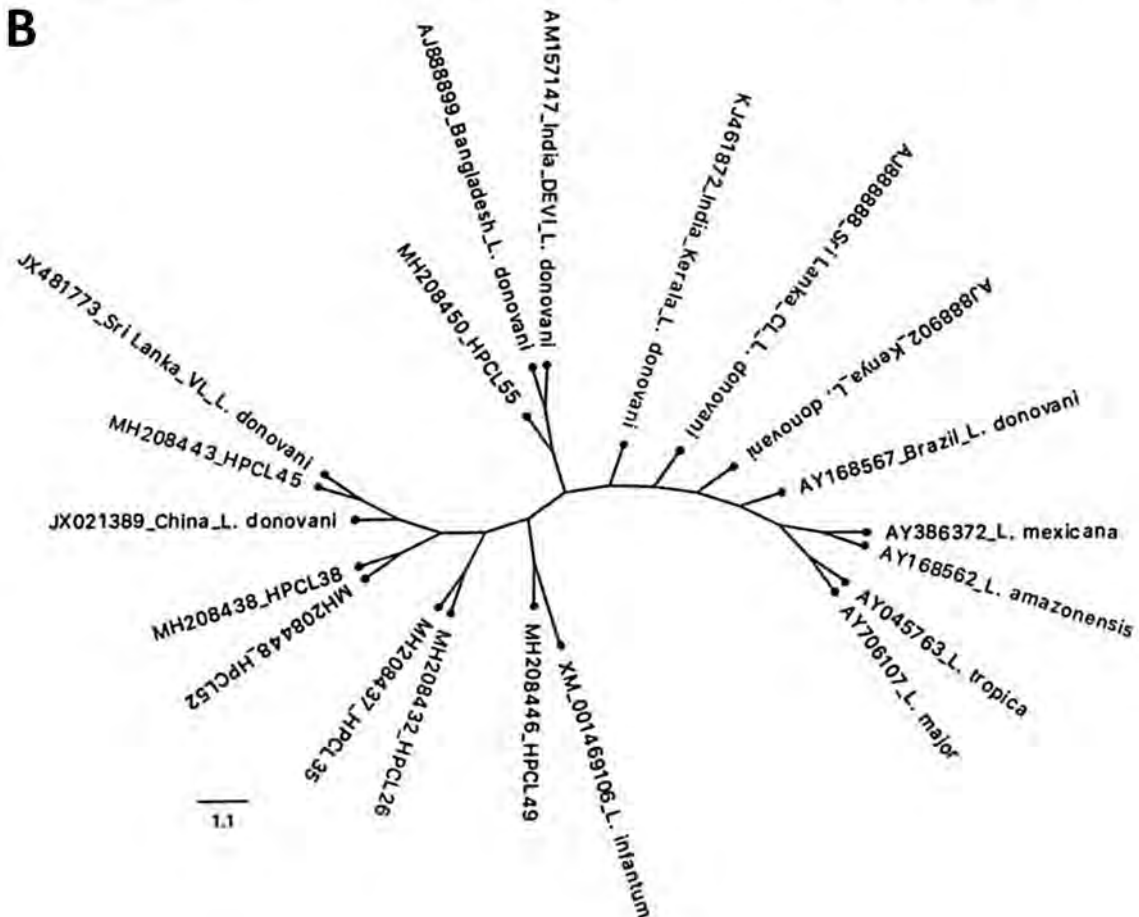 B
AJ888899_Bangladesh_L. donovani
AM157147_India_DEVI_L. donovani
KJ461872_India_Kerala_L. donovani
AJ888888_Sri Lanka_CL_L. donovani
AJ888902_Kenya_L. donovani
AY168567_Brazil_L. donovani
AY386372_L. mexicana
AY168562_L. amazonensis
AY045763_L. tropica
AY706107_L. major
XM_001469106_L. infantum
MH208446_HPCL49
MH208432_HPCL26
MH208437_HPCL35
MH208448_HPCL52
MH208438_HPCL38
JX021389_China_L. donovani
MH208443_HPCL45
JX481773_Sri Lanka_VL_L. donovani
MH208450_HPCL55
1.1